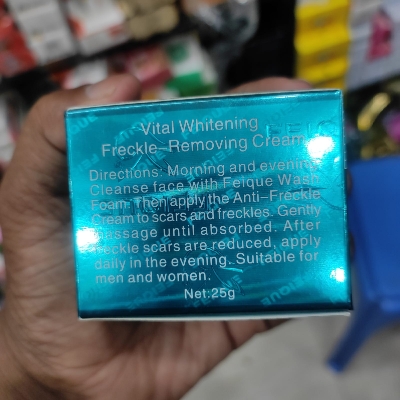 Vital Whitening
Freckle-Removing Cream
Directions: Morning and evening.
Cleanse face with Feique Wash
Foam. Then apply the Anti-Freckle
Cream to scars and freckles. Gently
massage until absorbed. After
freckle scars are reduced, apply
daily in the evening. Suitable for
men and women.
Net:25g